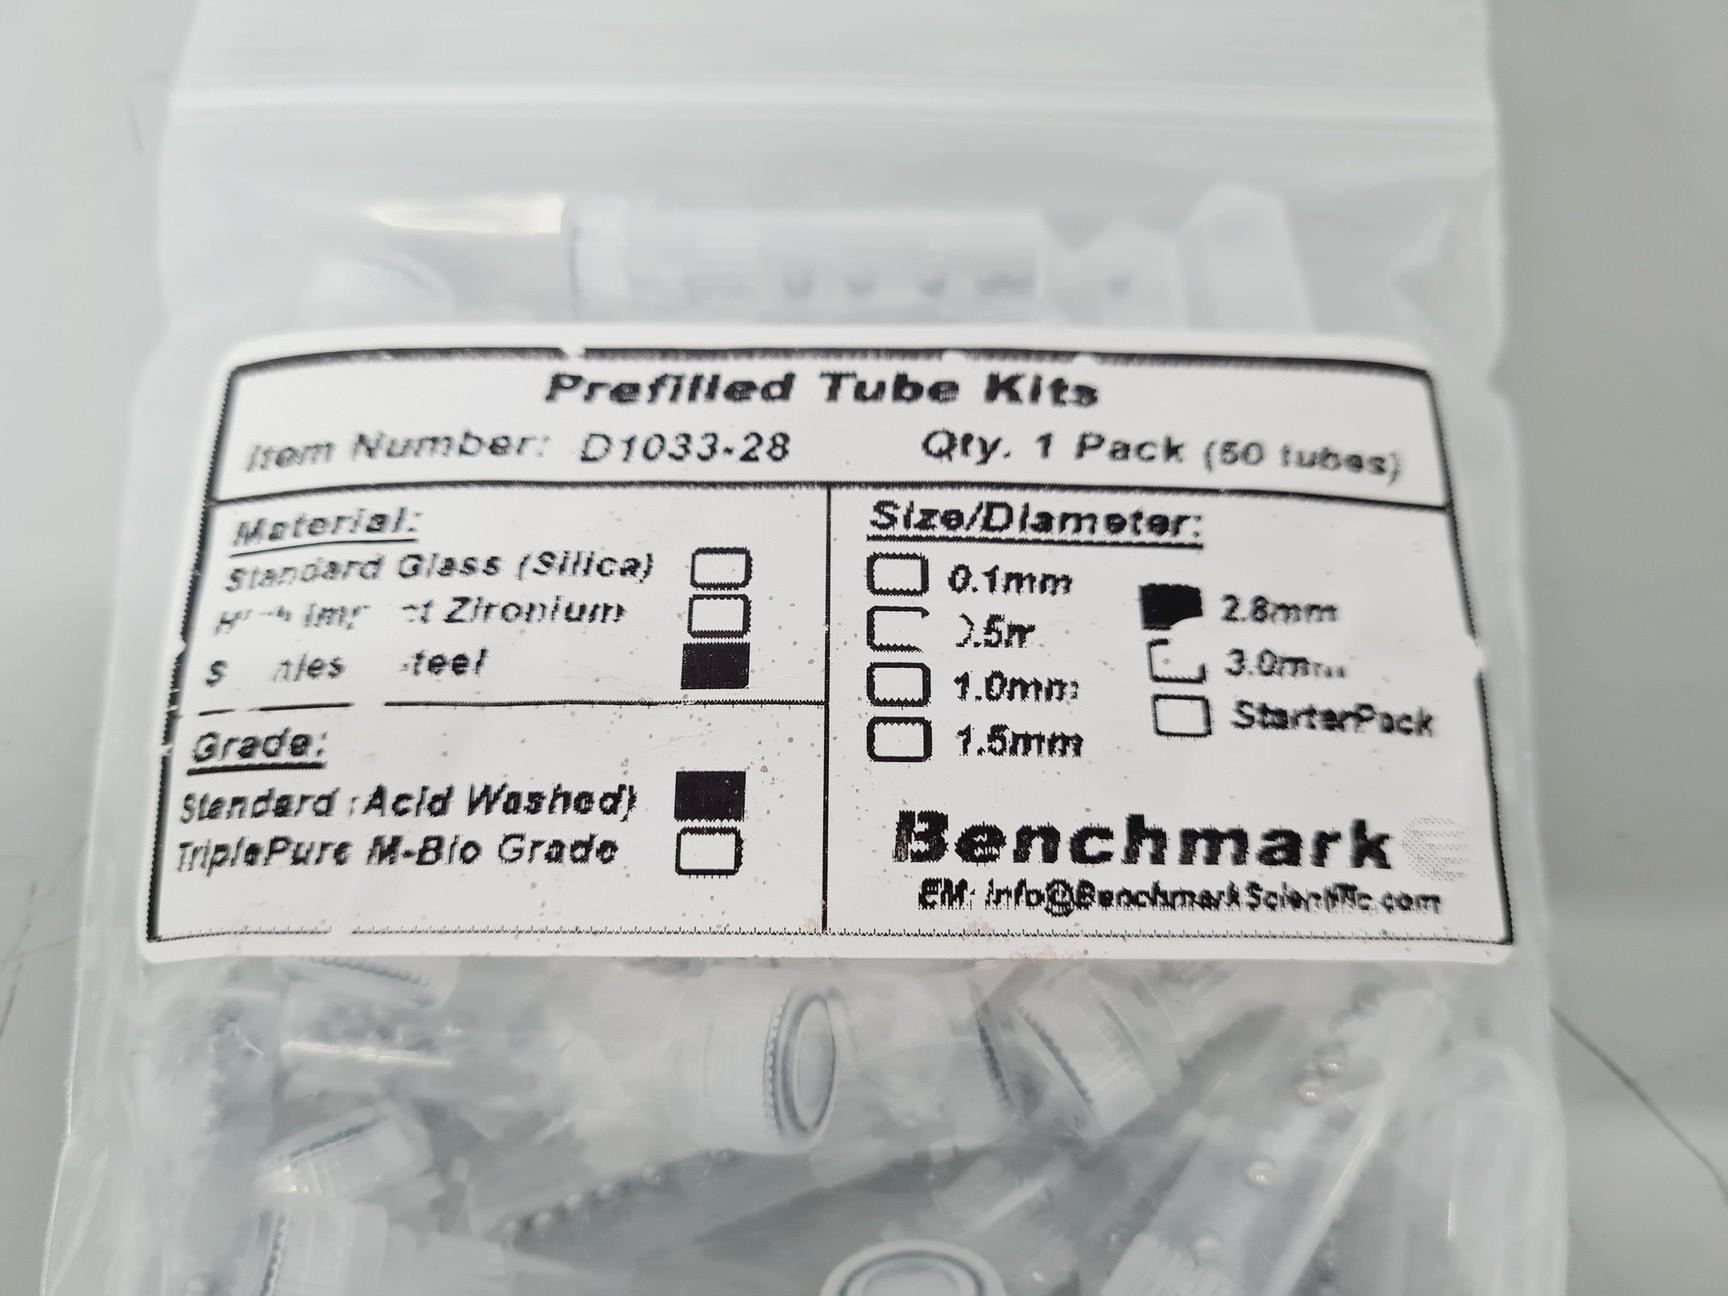 Prefilled Tube Kits
Item Number: D1033-28
Qty. 1 Pack (50 tubes)
Material:
Standard Glass (Silica)
Zironium
Grade:
Standard (Acid Washed)
TriplePure M-Bio Grade
Size/Diameter:
0.1mm
1.0mm
1.5mm
2.8mm
3.0mm
StarterPack
Benchmark
EM: info@BenchmarkScientific.com